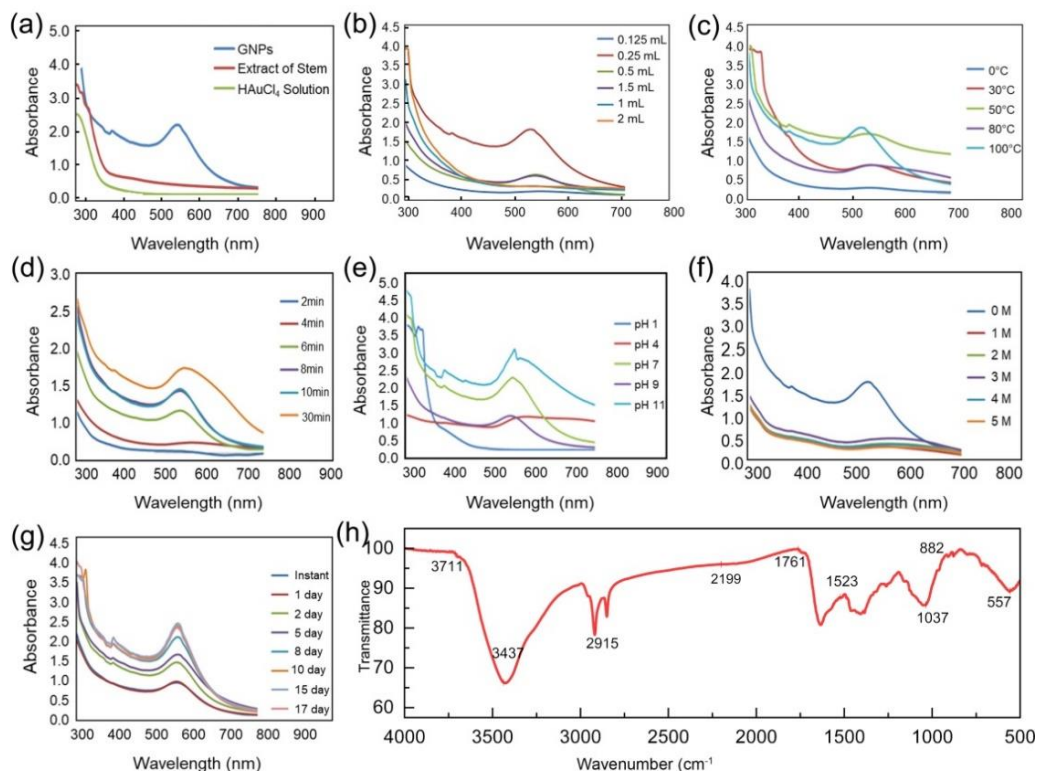 (a)
Absorbance
5.0
4.0
3.0
2.0
1.0
0.0
GNPs
Extract of Stem
HAuCl₄ Solution
300 400 500 600 700 800 900
Wavelength (nm)
(b)
Absorbance
4.5
4.0
3.5
3.0
2.5
2.0
1.5
1.0
0.5
0.0
0.125 mL
0.25 mL
0.5 mL
1.5 mL
1 mL
2 mL
300 400 500 600 700 800
Wavelength (nm)
(c)
Absorbance
4.5
4.0
3.5
3.0
2.5
2.0
1.5
1.0
0.5
0.0
0°C
30°C
50°C
80°C
100°C
300 400 500 600 700 800
Wavelength (nm)
(d)
Absorbance
3.0
2.5
2.0
1.5
1.0
0.5
0.0
2min
4min
6min
8min
10min
30min
300 400 500 600 700 800 900
Wavelength (nm)
(e)
Absorbance
5.0
4.5
4.0
3.5
3.0
2.5
2.0
1.5
1.0
0.5
0.0
pH 1
pH 4
pH 7
pH 9
pH 11
300 400 500 600 700 800 900
Wavelength (nm)
(f)
Absorbance
4.0
3.5
3.0
2.5
2.0
1.5
1.0
0.5
0.0
0 M
1 M
2 M
3 M
4 M
5 M
300 400 500 600 700 800
Wavelength (nm)
(g)
Absorbance
4.5
4.0
3.5
3.0
2.5
2.0
1.5
1.0
0.5
0.0
Instant
1 day
2 day
5 day
8 day
10 day
15 day
17 day
300 400 500 600 700 800 900
Wavelength (nm)
(h)
Transmittance
100
90
80
70
60
3711
3437
2915
2199
1761
1523
1037
882
557
4000 3500 3000 2500 2000 1500 1000 500
Wavenumber (cm⁻¹)